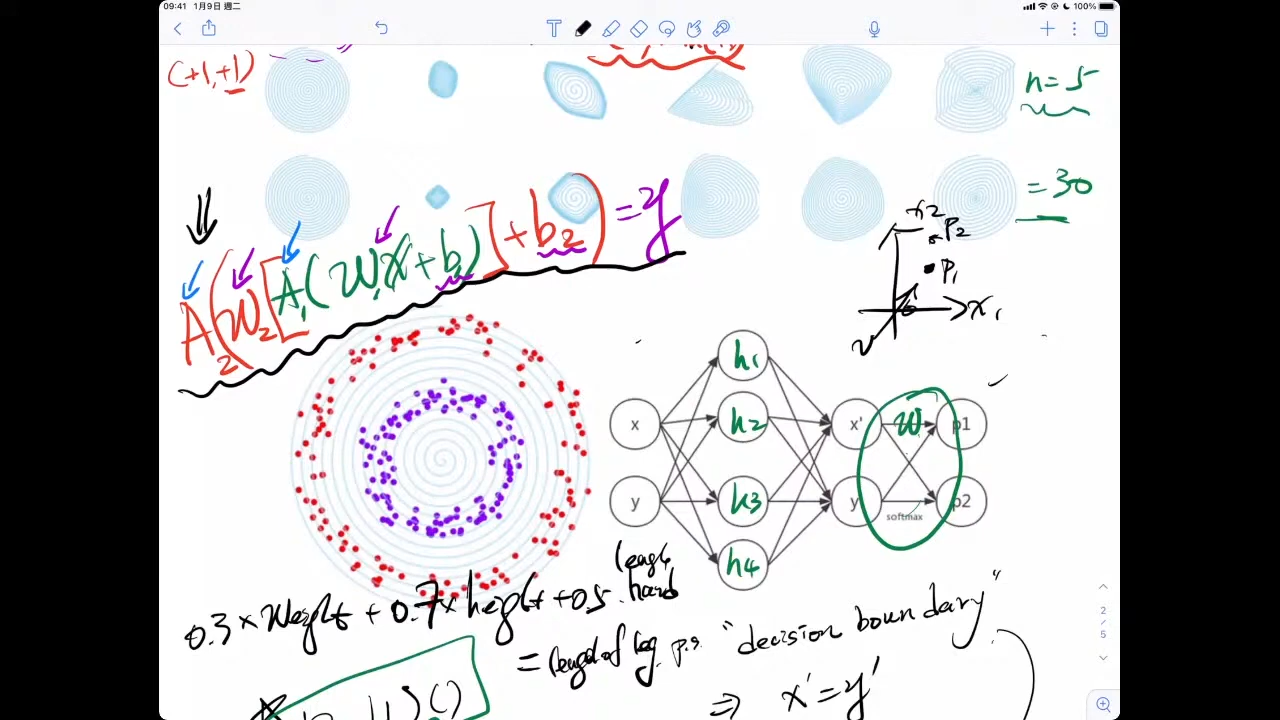 09:41 1月9日 週二
100%
(+1,+1)
n=5
=30
A₂(W₂[A₁(W₁X+b₁)]+b₂)=y
x2
P2
P1
x1
h1
x
h2
x'
W
p1
y
h3
y'
softmax
p2
h4
0.3 × weight + 0.7 × height + 0.5 .
hand
= length of leg
p.s. "decision boundary"
⇒ x'=y'
2
/
5